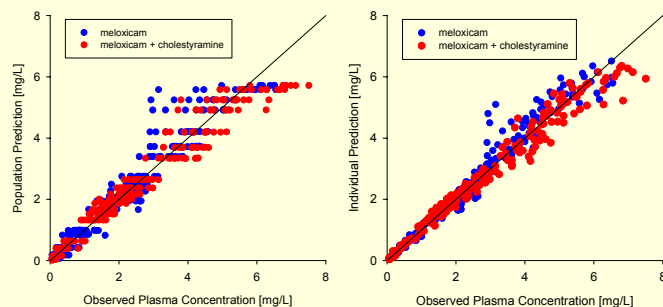 8
6
4
2
0
meloxicam
meloxicam + cholestyramine
Population Prediction [mg/L]
0 2 4 6 8
Observed Plasma Concentration [mg/L]
8
6
4
2
0
meloxicam
meloxicam + cholestyramine
Individual Prediction [mg/L]
0 2 4 6 8
Observed Plasma Concentration [mg/L]